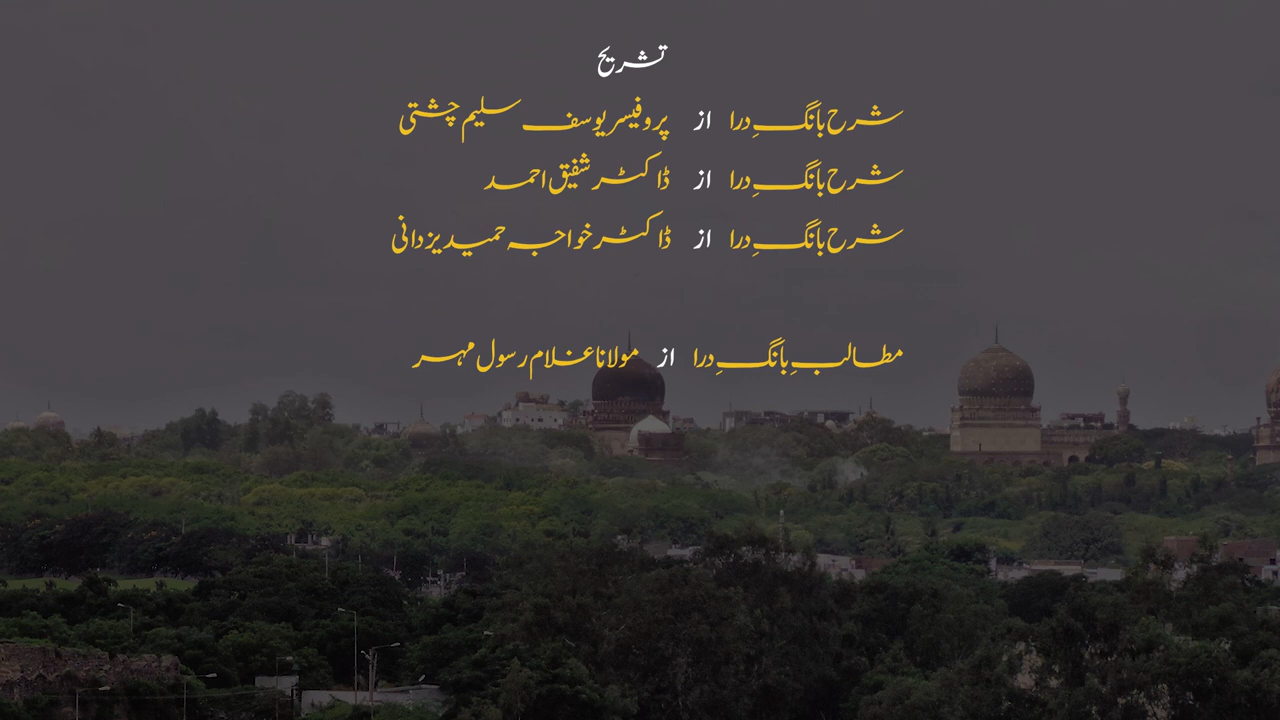 تشریح
شرح بانگِ درا از پروفیسر یوسف سلیم چشتی
شرح بانگِ درا از ڈاکٹر شفیق احمد
شرح بانگِ درا از ڈاکٹر خواجہ حمید یزدانی
مطالبِ بانگِ درا از مولانا غلام رسول مہر